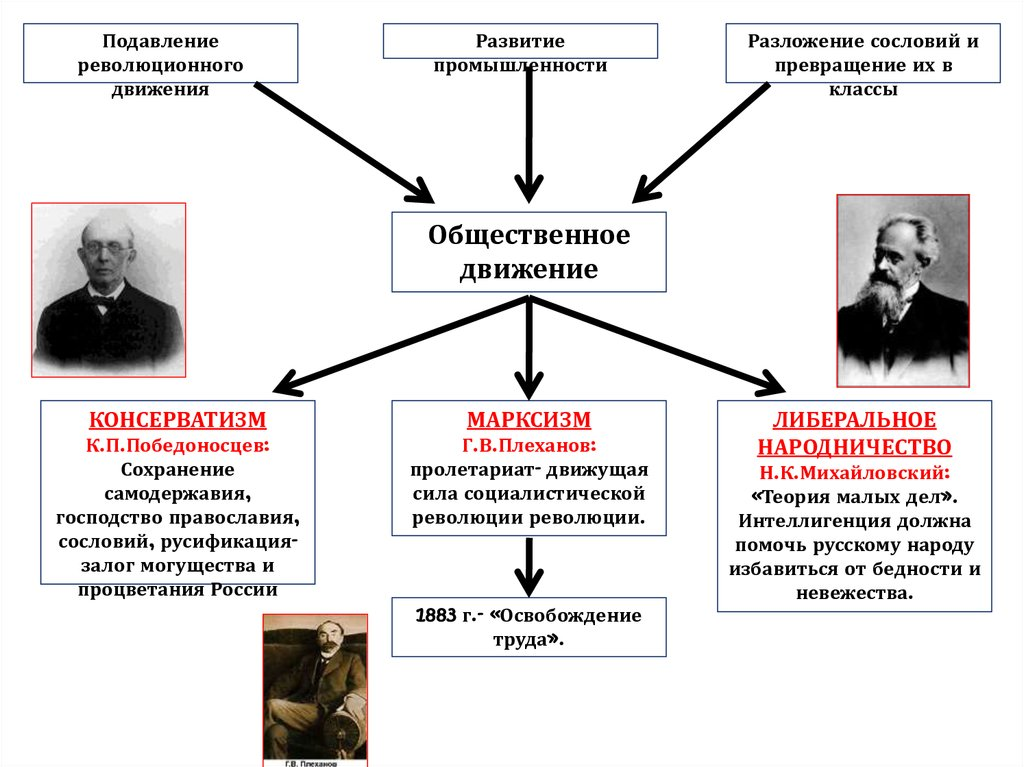 Подавление
революционного
движения
Развитие
промышленности
Разложение сословий и
превращение их в
классы
Общественное
движение
КОНСЕРВАТИЗМ
К.П.Победоносцев:
Сохранение
самодержавия,
господство православия,
сословий, русификация-
залог могущества и
процветания России
МАРКСИЗМ
Г.В.Плеханов:
пролетариат- движущая
сила социалистической
революции революции.
1883 г.- «Освобождение
труда».
ЛИБЕРАЛЬНОЕ
НАРОДНИЧЕСТВО
Н.К.Михайловский:
«Теория малых дел».
Интеллигенция должна
помочь русскому народу
избавиться от бедности и
невежества.
Г.В. Плеханов